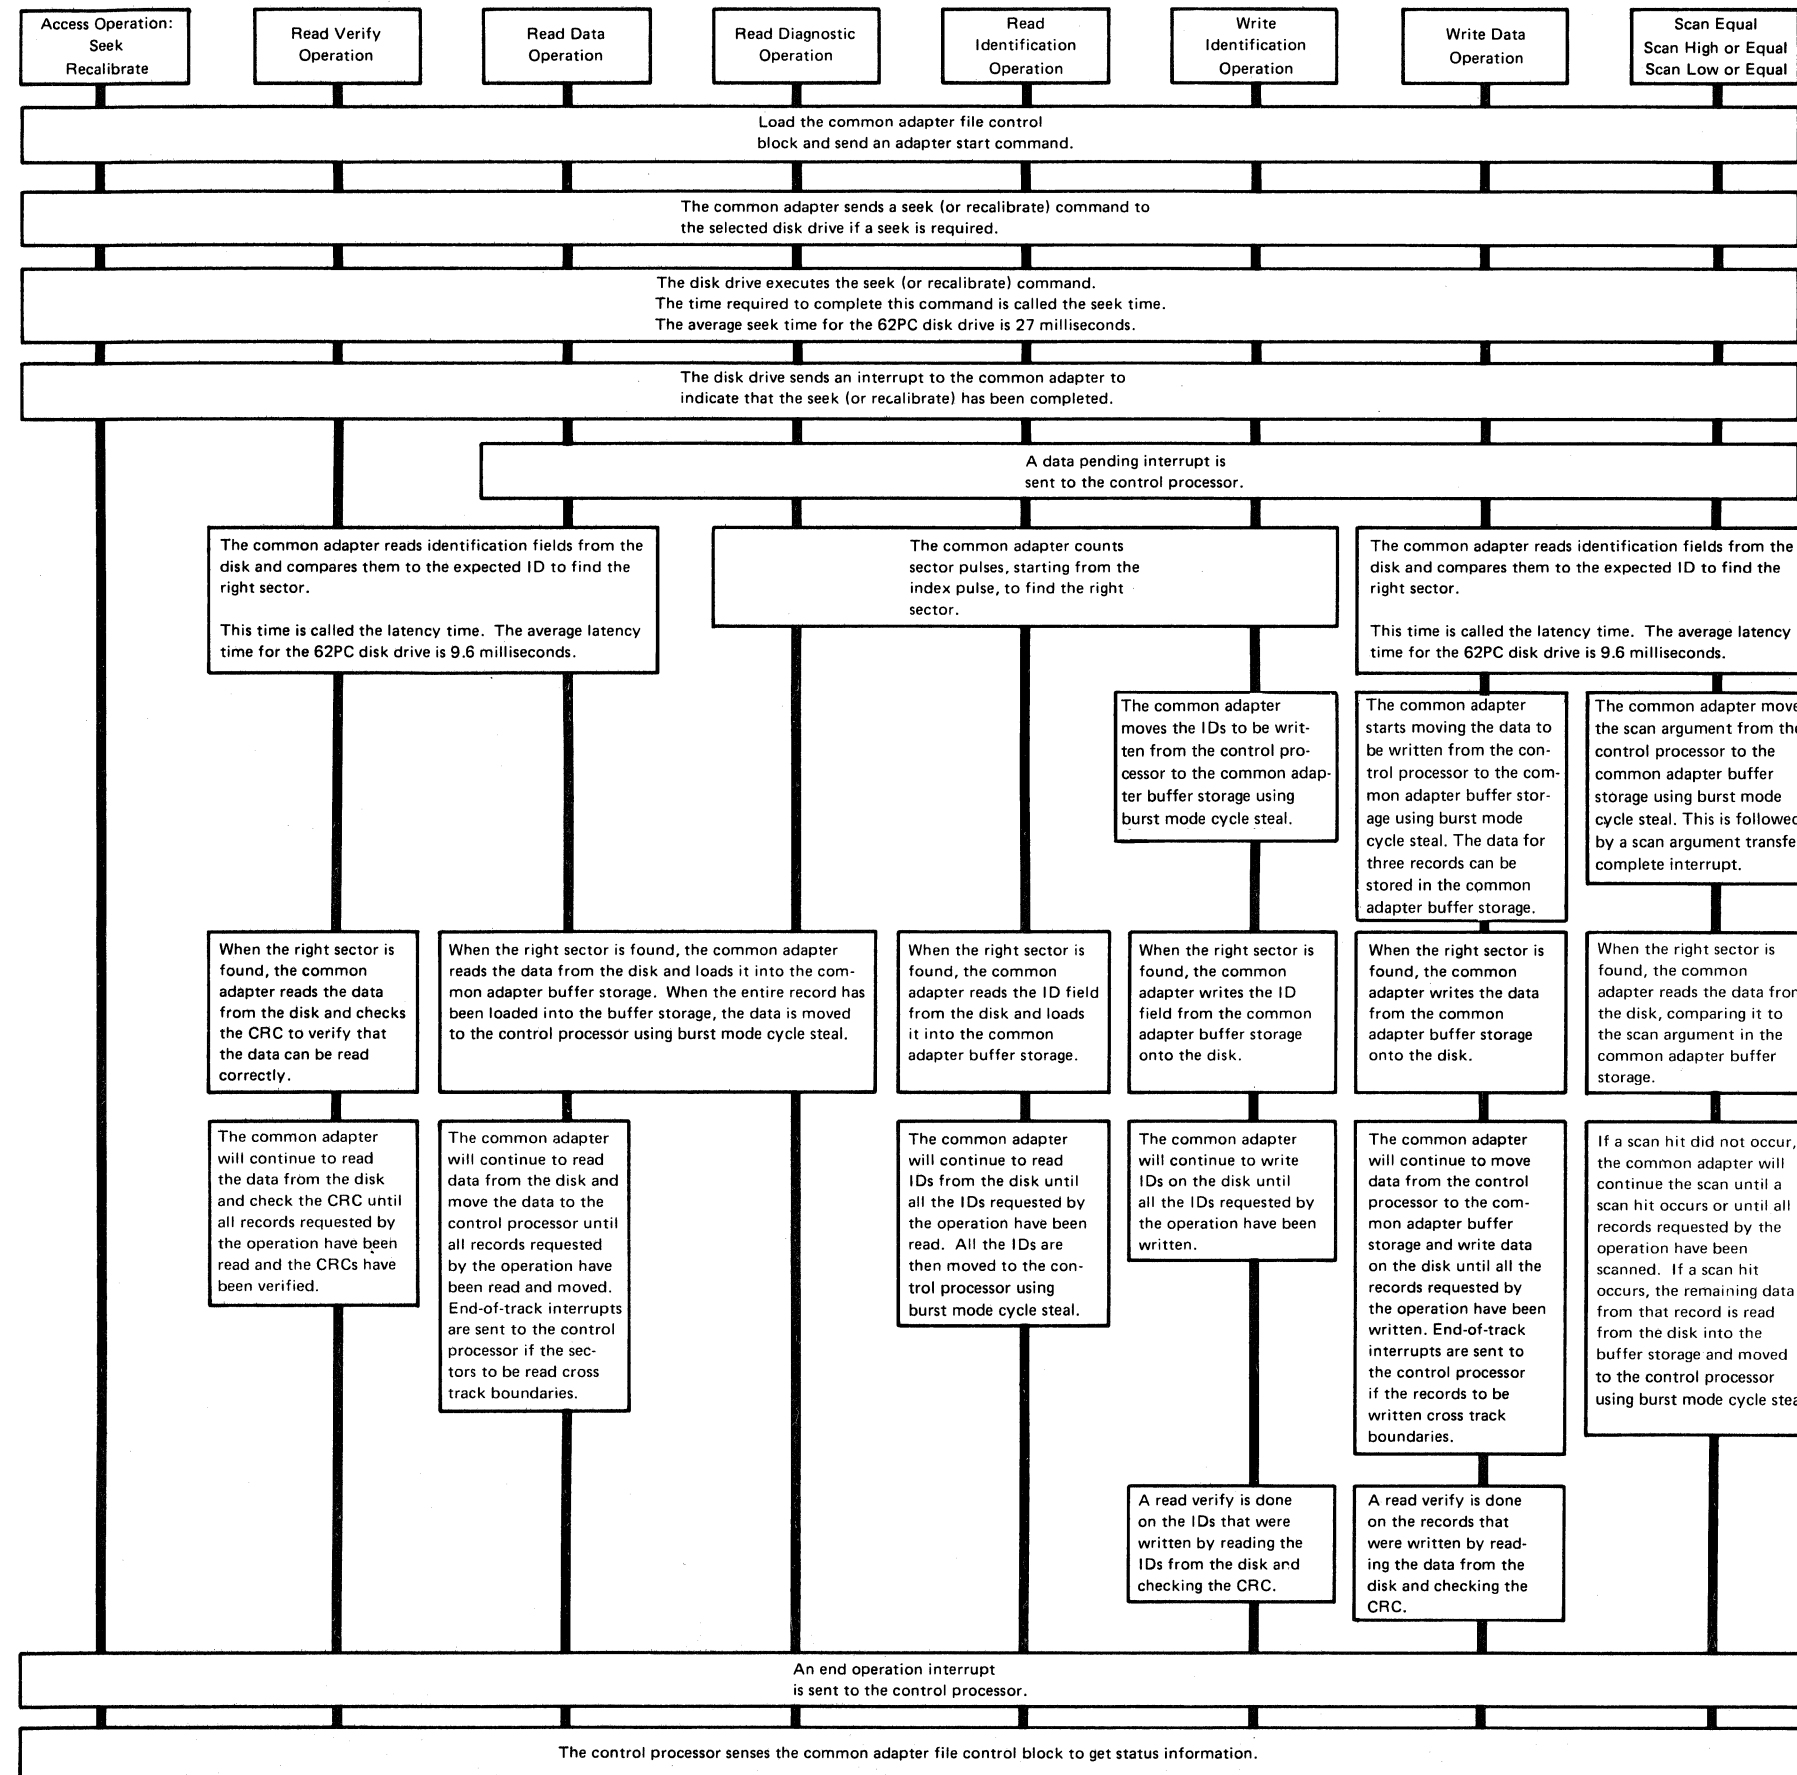 Access Operation:
Seek
Recalibrate
Read Verify
Operation
Read Data
Operation
Read Diagnostic
Operation
Read
Identification
Operation
Write
Identification
Operation
Write Data
Operation
Scan Equal
Scan High or Equal
Scan Low or Equal
Load the common adapter file control
block and send an adapter start command.
The common adapter sends a seek (or recalibrate) command to
the selected disk drive if a seek is required.
The disk drive executes the seek (or recalibrate) command.
The time required to complete this command is called the seek time.
The average seek time for the 62PC disk drive is 27 milliseconds.
The disk drive sends an interrupt to the common adapter to
indicate that the seek (or recalibrate) has been completed.
A data pending interrupt is
sent to the control processor.
The common adapter reads identification fields from the
disk and compares them to the expected ID to find the
right sector.
This time is called the latency time. The average latency
time for the 62PC disk drive is 9.6 milliseconds.
The common adapter counts
sector pulses, starting from the
index pulse, to find the right
sector.
The common adapter reads identification fields from the
disk and compares them to the expected ID to find the
right sector.
This time is called the latency time. The average latency
time for the 62PC disk drive is 9.6 milliseconds.
The common adapter
moves the IDs to be writ-
ten from the control pro-
cessor to the common adap-
ter buffer storage using
burst mode cycle steal.
The common adapter
starts moving the data to
be written from the con-
trol processor to the com-
mon adapter buffer stor-
age using burst mode
cycle steal. The data for
three records can be
stored in the common
adapter buffer storage.
The common adapter move
the scan argument from the
control processor to the
common adapter buffer
storage using burst mode
cycle steal. This is followed
by a scan argument transfe
complete interrupt.
When the right sector is
found, the common
adapter reads the data
from the disk and checks
the CRC to verify that
the data can be read
correctly.
When the right sector is found, the common adapter
reads the data from the disk and loads it into the com-
mon adapter buffer storage. When the entire record has
been loaded into the buffer storage, the data is moved
to the control processor using burst mode cycle steal.
When the right sector is
found, the common
adapter reads the ID field
from the disk and loads
it into the common
adapter buffer storage.
When the right sector is
found, the common
adapter writes the ID
field from the common
adapter buffer storage
onto the disk.
When the right sector is
found, the common
adapter writes the data
from the common
adapter buffer storage
onto the disk.
When the right sector is
found, the common
adapter reads the data from
the disk, comparing it to
the scan argument in the
common adapter buffer
storage.
The common adapter
will continue to read
the data from the disk
and check the CRC until
all records requested by
the operation have been
read and the CRCs have
been verified.
The common adapter
will continue to read
data from the disk and
move the data to the
control processor until
all records requested
by the operation have
been read and moved.
End-of-track interrupts
are sent to the control
processor if the sec-
tors to be read cross
track boundaries.
The common adapter
will continue to read
IDs from the disk until
all the IDs requested by
the operation have been
read. All the IDs are
then moved to the con-
trol processor using
burst mode cycle steal.
The common adapter
will continue to write
IDs on the disk until
all the IDs requested by
the operation have been
written.
The common adapter
will continue to move
data from the control
processor to the com-
mon adapter buffer
storage and write data
on the disk until all the
records requested by
the operation have been
written. End-of-track
interrupts are sent to
the control processor
if the records to be
written cross track
boundaries.
If a scan hit did not occur,
the common adapter will
continue the scan until a
scan hit occurs or until all
records requested by the
operation have been
scanned. If a scan hit
occurs, the remaining data
from that record is read
from the disk into the
buffer storage and moved
to the control processor
using burst mode cycle stea
A read verify is done
on the IDs that were
written by reading the
IDs from the disk and
checking the CRC.
A read verify is done
on the records that
were written by read-
ing the data from the
disk and checking the
CRC.
An end operation interrupt
is sent to the control processor.
The control processor senses the common adapter file control block to get status information.